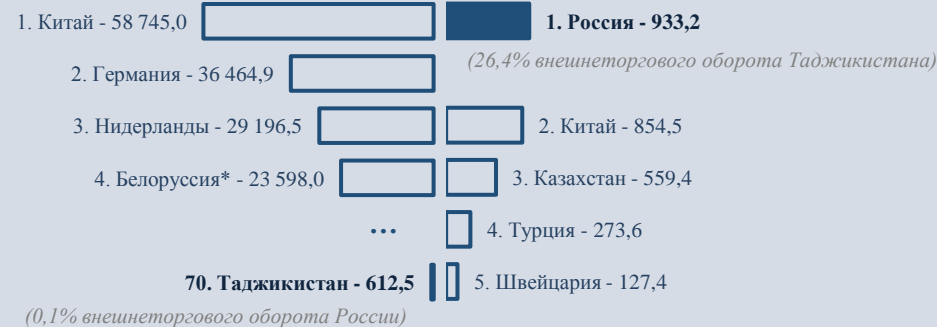 1. Китай - 58 745,0
1. Россия - 933,2
(26,4% внешнеторгового оборота Таджикистана)
2. Германия - 36 464,9
3. Нидерланды - 29 196,5
2. Китай - 854,5
4. Белоруссия* - 23 598,0
3. Казахстан - 559,4
...
4. Турция - 273,6
70. Таджикистан - 612,5
5. Швейцария - 127,4
(0,1% внешнеторгового оборота России)